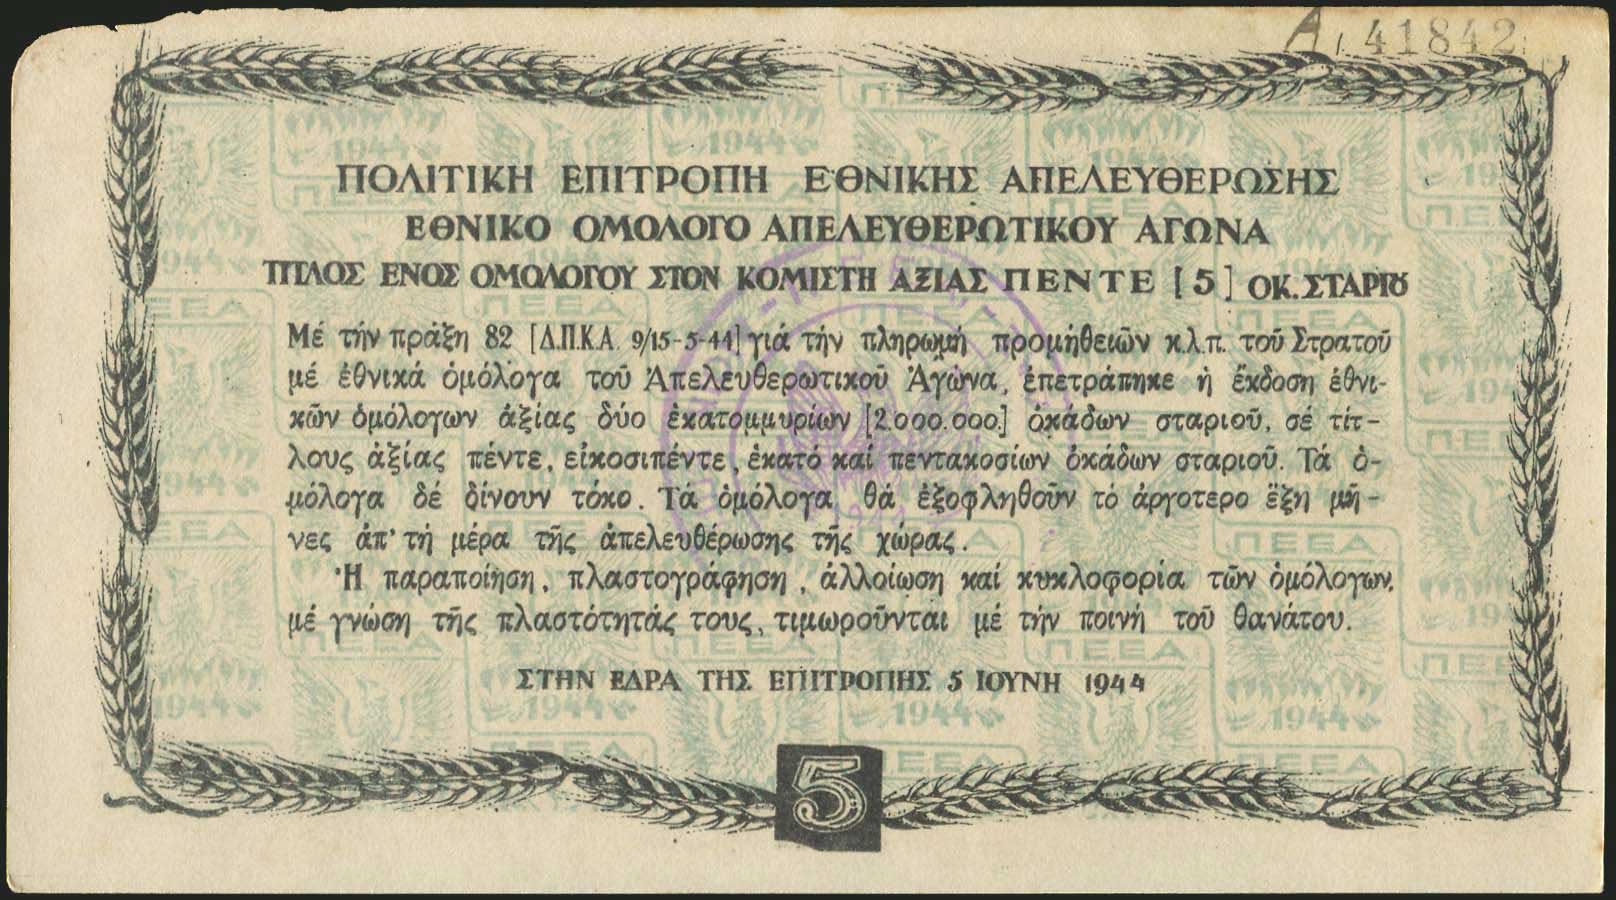 A, 41842
ΠΟΛΙΤΙΚΗ ΕΠΙΤΡΟΠΗ ΕΘΝΙΚΗΣ ΑΠΕΛΕΥΘΕΡΩΣΗΣ
ΕΘΝΙΚΟ ΟΜΟΛΟΓΟ ΑΠΕΛΕΥΘΕΡΩΤΙΚΟΥ ΑΓΩΝΑ
ΤΙΤΛΟΣ ΕΝΟΣ ΟΜΟΛΟΓΟΥ ΣΤΟΝ ΚΟΜΙΣΤΗ ΑΞΙΑΣ ΠΕΝΤΕ [5] ΟΚ. ΣΤΑΡΙΟΥ
Μέ τήν πράξη 82 [Δ.Π.Κ.Α. 9/15-5-44] γιά τήν πληρωμή προμήθειῶν κ.λ.π. τοῦ Στρατοῦ
μέ ἐθνικά ὁμόλογα τοῦ Ἀπελευθερωτικοῦ Ἀγώνα, ἐπετράπηκε ἡ ἔκδοση ἐθνι-
κῶν ὁμόλογων ἀξίας δύο ἑκατομμυρίων [2.000.000.] ὀκάδων σταριοῦ, σέ τίτ-
λους ἀξίας πέντε, εἰκοσιπέντε, ἑκατό καί πεντακοσίων ὀκάδων σταριοῦ. Τά ὁ-
μόλογα δέ δίνουν τόκο. Τά ὁμόλογα θά ἐξοφληθοῦν τό ἀργοτερο ἕξη μῆ-
νες ἀπ' τή μέρα τῆς ἀπελευθέρωσης τῆς χώρας.
Ἡ παραποίηση, πλαστογράφηση, ἀλλοίωση καί κυκλοφορία τῶν ὁμόλογων,
μέ γνώση τῆς πλαστότητάς τους, τιμωροῦνται μέ τήν ποινή τοῦ θανάτου.
ΣΤΗΝ ΕΔΡΑ ΤΗΣ ΕΠΙΤΡΟΠΗΣ 5 ΙΟΥΝΗ 1944
5